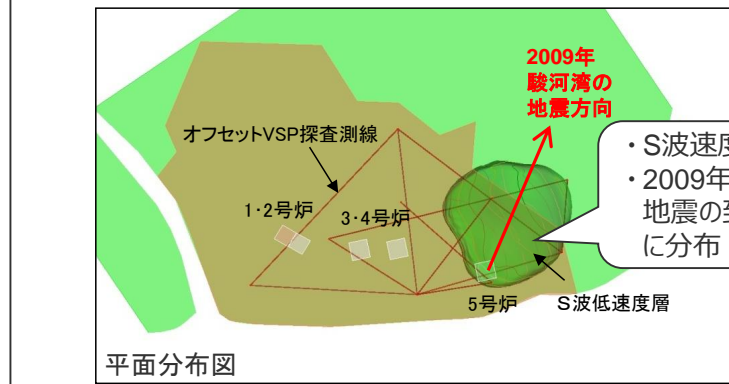 2009年
駿河湾の
地震方向
オフセットVSP探査測線
・S波速度
・2009年
地震の到
に分布
1・2号炉
3・4号炉
5号炉
S波低速度層
平面分布図